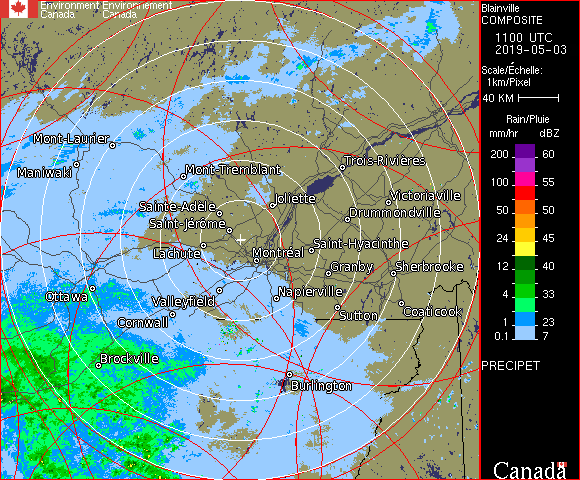 Environment Environnement
Canada Canada
Blainville
COMPOSITE
1100 UTC
2019-05-03
Scale/Échelle:
1km/Pixel
40 KM
Rain/Pluie
mm/hr dBZ
200 60
100 55
50 50
24 45
12 40
4 33
1 23
0.1 7
PRECIPET
Canada
Mont-Laurier
Maniwaki
Mont-Tremblant
Trois-Rivières
Sainte-Adele
Joliette
Victoriaville
Drummondville
Saint-Jérôme
Lachute
Montréal
Saint-Hyacinthe
Granby
Sherbrooke
Ottawa
Valleyfield
Napierville
Cornwall
Sutton
Coaticook
Brockville
Burlington